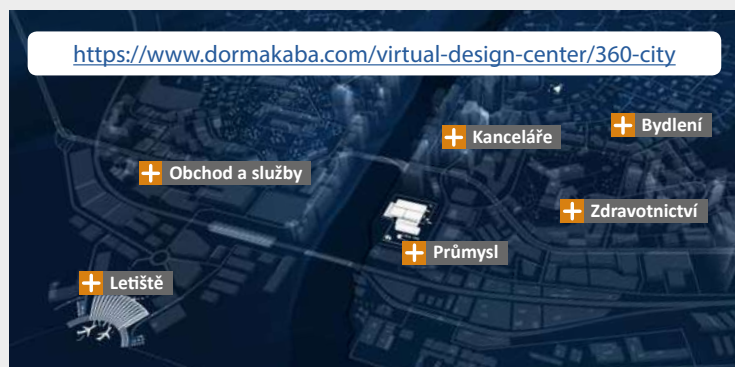 https://www.dormakaba.com/virtual-design-center/360-city
Bydlení
Kanceláře
Obchod a služby
Zdravotnictví
Průmysl
Letiště